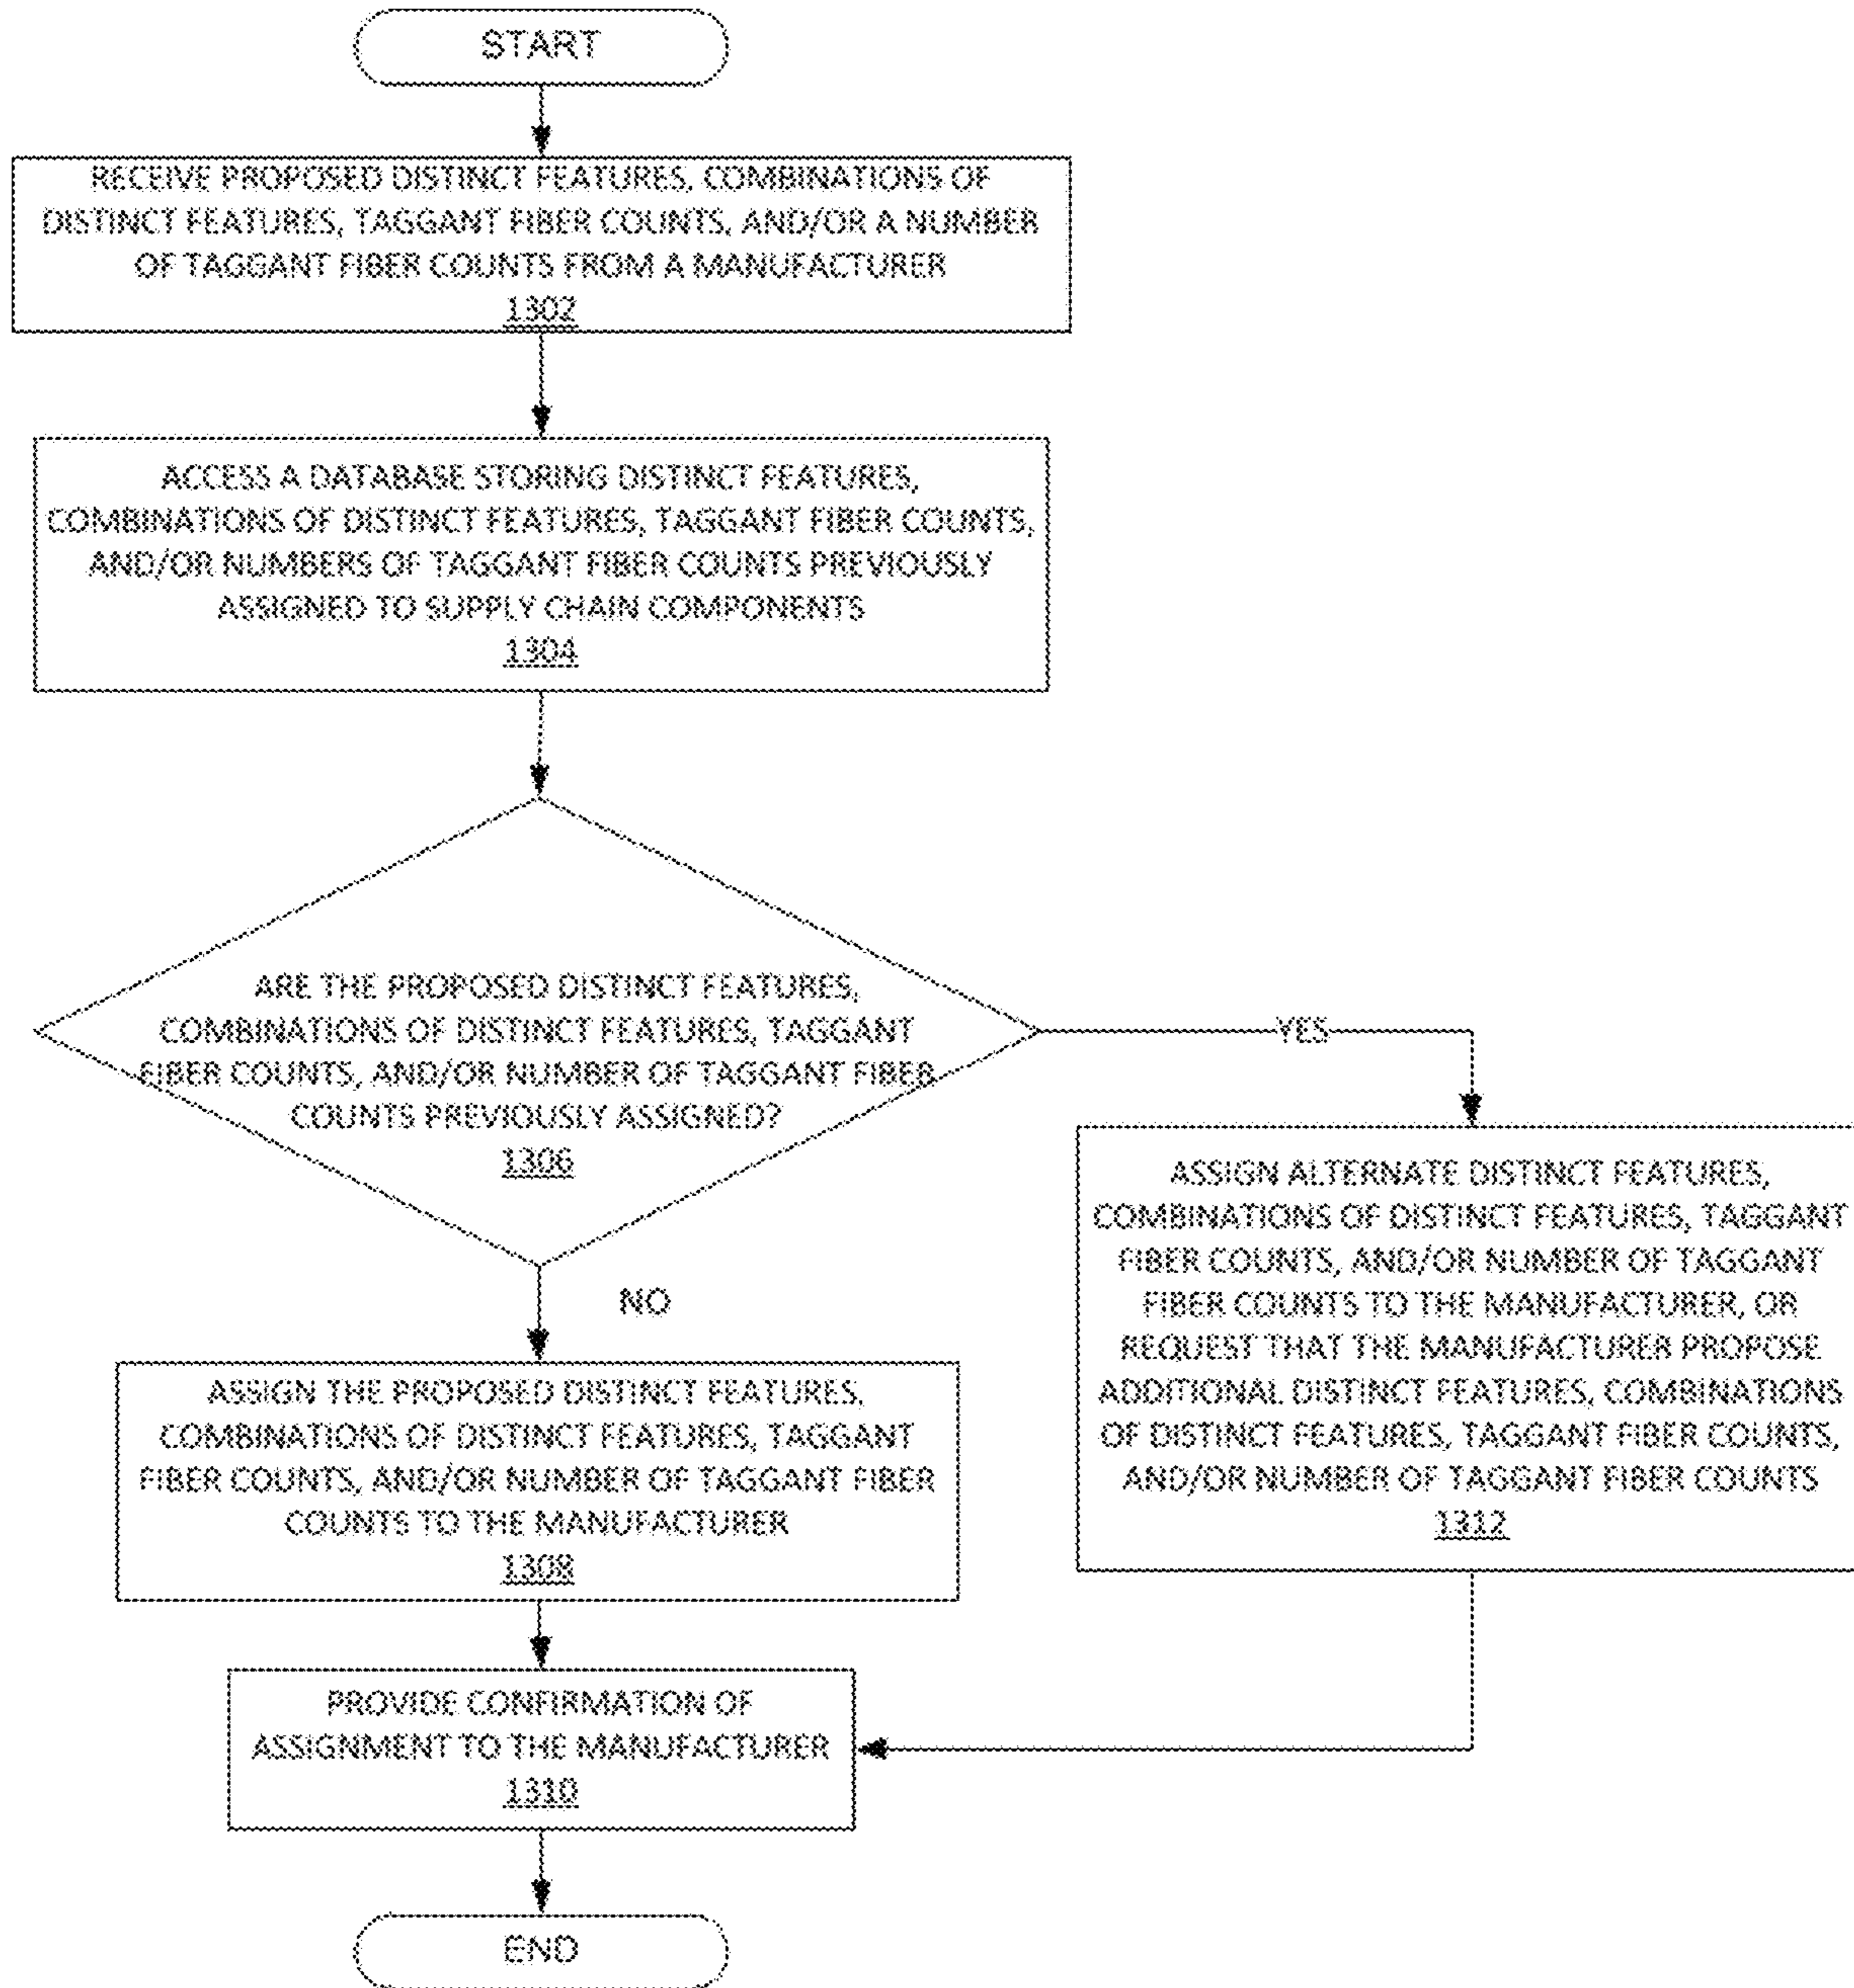 START
RECEIVE PROPOSED DISTINCT FEATURES, COMBINATIONS OF
DISTINCT FEATURES, TAGGANT FIBER COUNTS, AND/OR A NUMBER
OF TAGGANT FIBER COUNTS FROM A MANUFACTURER
1302
ACCESS A DATABASE STORING DISTINCT FEATURES,
COMBINATIONS OF DISTINCT FEATURES, TAGGANT FIBER COUNTS,
AND/OR NUMBERS OF TAGGANT FIBER COUNTS PREVIOUSLY
ASSIGNED TO SUPPLY CHAIN COMPONENTS
1304
ARE THE PROPOSED DISTINCT FEATURES,
COMBINATIONS OF DISTINCT FEATURES, TAGGANT
FIBER COUNTS, AND/OR NUMBER OF TAGGANT FIBER
COUNTS PREVIOUSLY ASSIGNED?
1306
YES
ASSIGN ALTERNATE DISTINCT FEATURES,
COMBINATIONS OF DISTINCT FEATURES, TAGGANT
FIBER COUNTS, AND/OR NUMBER OF TAGGANT
FIBER COUNTS TO THE MANUFACTURER, OR
REQUEST THAT THE MANUFACTURER PROPOSE
ADDITIONAL DISTINCT FEATURES, COMBINATIONS
OF DISTINCT FEATURES, TAGGANT FIBER COUNTS,
AND/OR NUMBER OF TAGGANT FIBER COUNTS
1312
NO
ASSIGN THE PROPOSED DISTINCT FEATURES,
COMBINATIONS OF DISTINCT FEATURES, TAGGANT
FIBER COUNTS, AND/OR NUMBER OF TAGGANT FIBER
COUNTS TO THE MANUFACTURER
1308
PROVIDE CONFIRMATION OF
ASSIGNMENT TO THE MANUFACTURER
1310
END